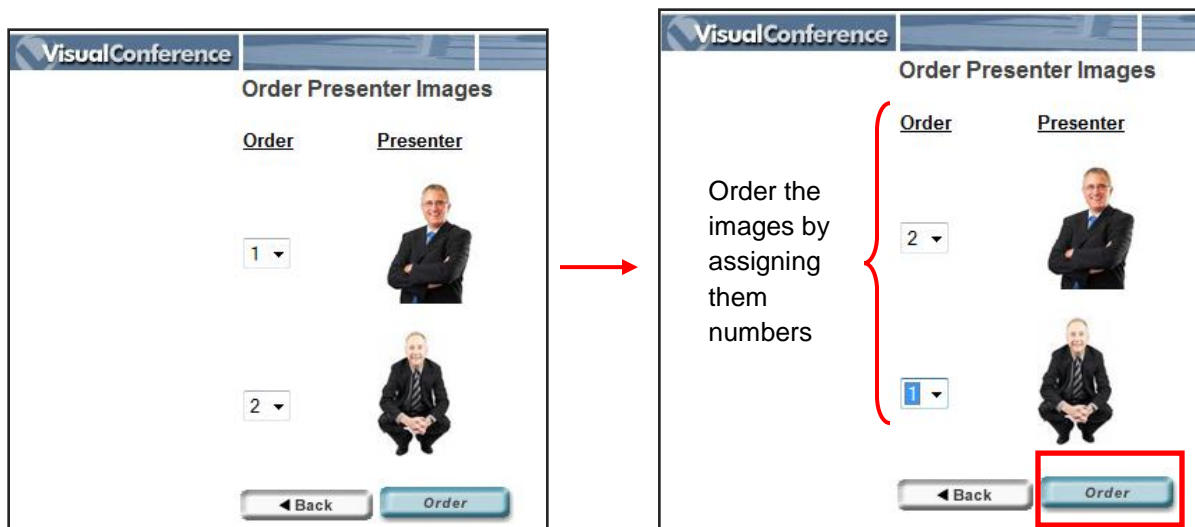 VisualConference
Order Presenter Images
Order Presenter
1
2
Back Order
Order the
images by
assigning
them
numbers
VisualConference
Order Presenter Images
Order Presenter
2
1
Back Order